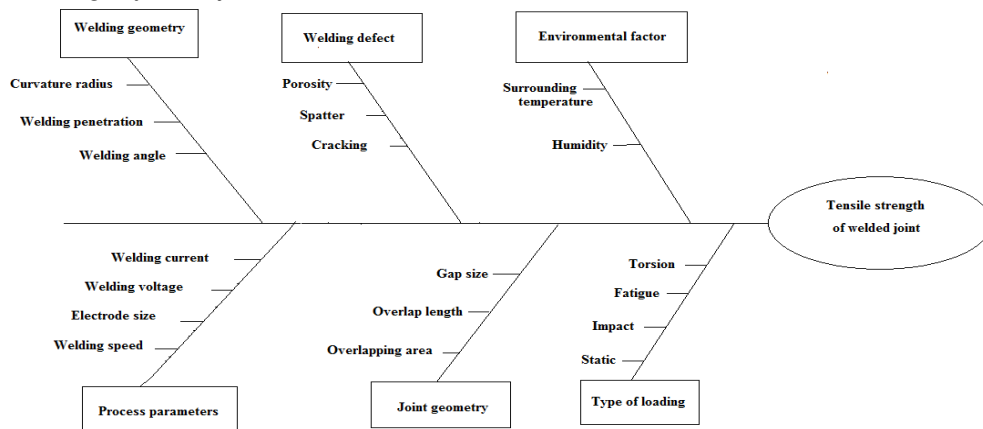 Welding geometry
Welding defect
Environmental factor
Curvature radius
Welding penetration
Welding angle
Porosity
Spatter
Cracking
Surrounding
temperature
Humidity
Tensile strength
of welded joint
Welding current
Welding voltage
Electrode size
Welding speed
Gap size
Overlap length
Overlapping area
Torsion
Fatigue
Impact
Static
Process parameters
Joint geometry
Type of loading